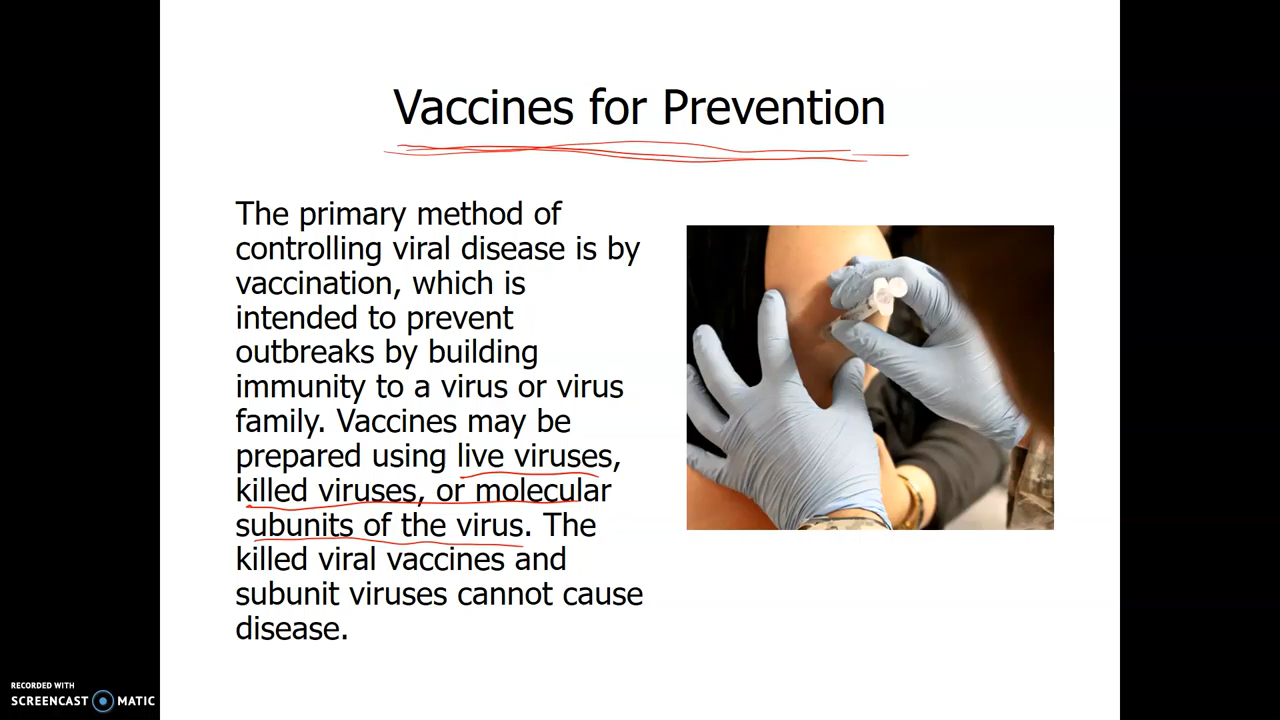 Vaccines for Prevention
The primary method of
controlling viral disease is by
vaccination, which is
intended to prevent
outbreaks by building
immunity to a virus or virus
family. Vaccines may be
prepared using live viruses,
killed viruses, or molecular
subunits of the virus. The
killed viral vaccines and
subunit viruses cannot cause
disease.
RECORDED WITH
SCREENCAST MATIC